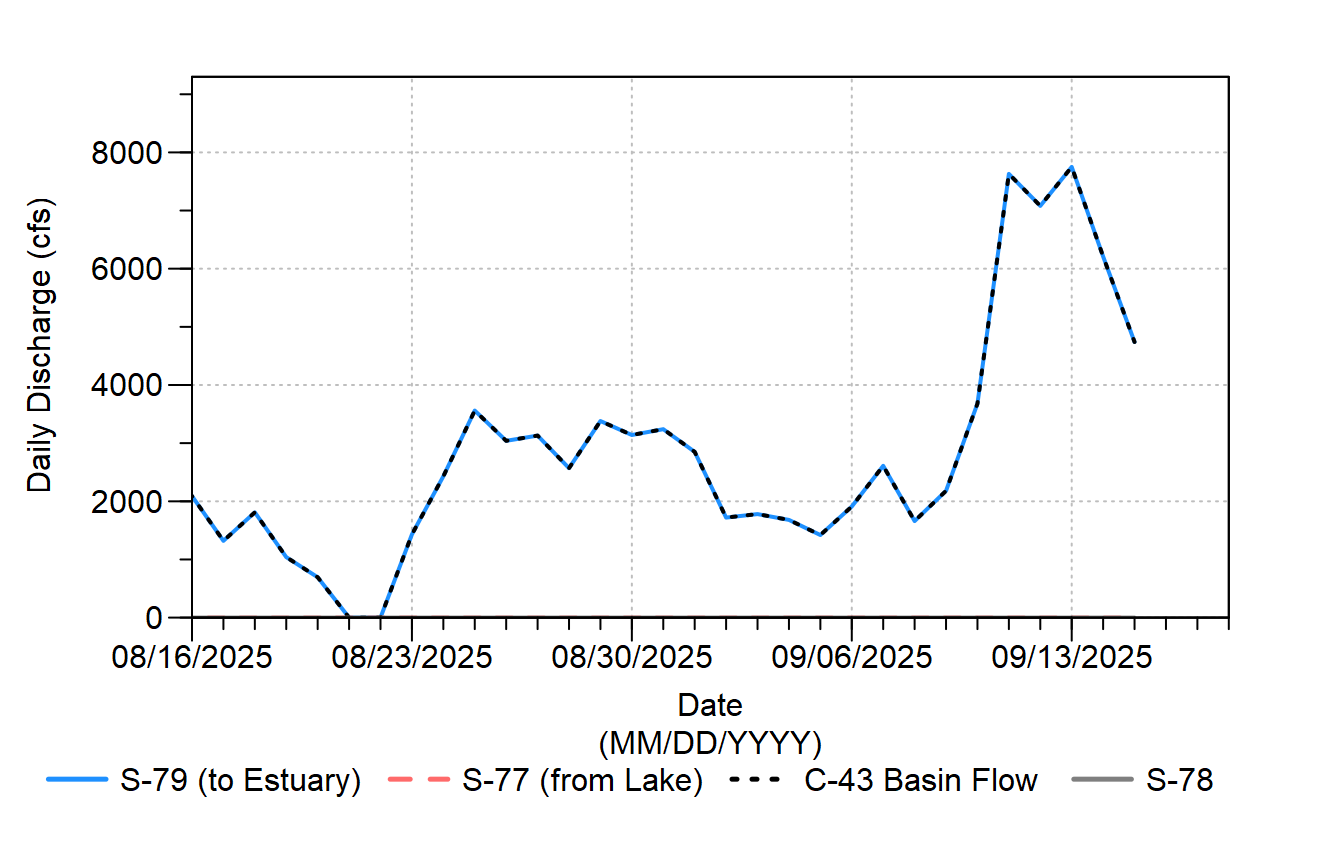 Daily Discharge (cfs)
8000
6000
4000
2000
0
08/16/2025 08/23/2025 08/30/2025 09/06/2025 09/13/2025
Date
(MM/DD/YYYY)
S-79 (to Estuary) S-77 (from Lake) C-43 Basin Flow S-78